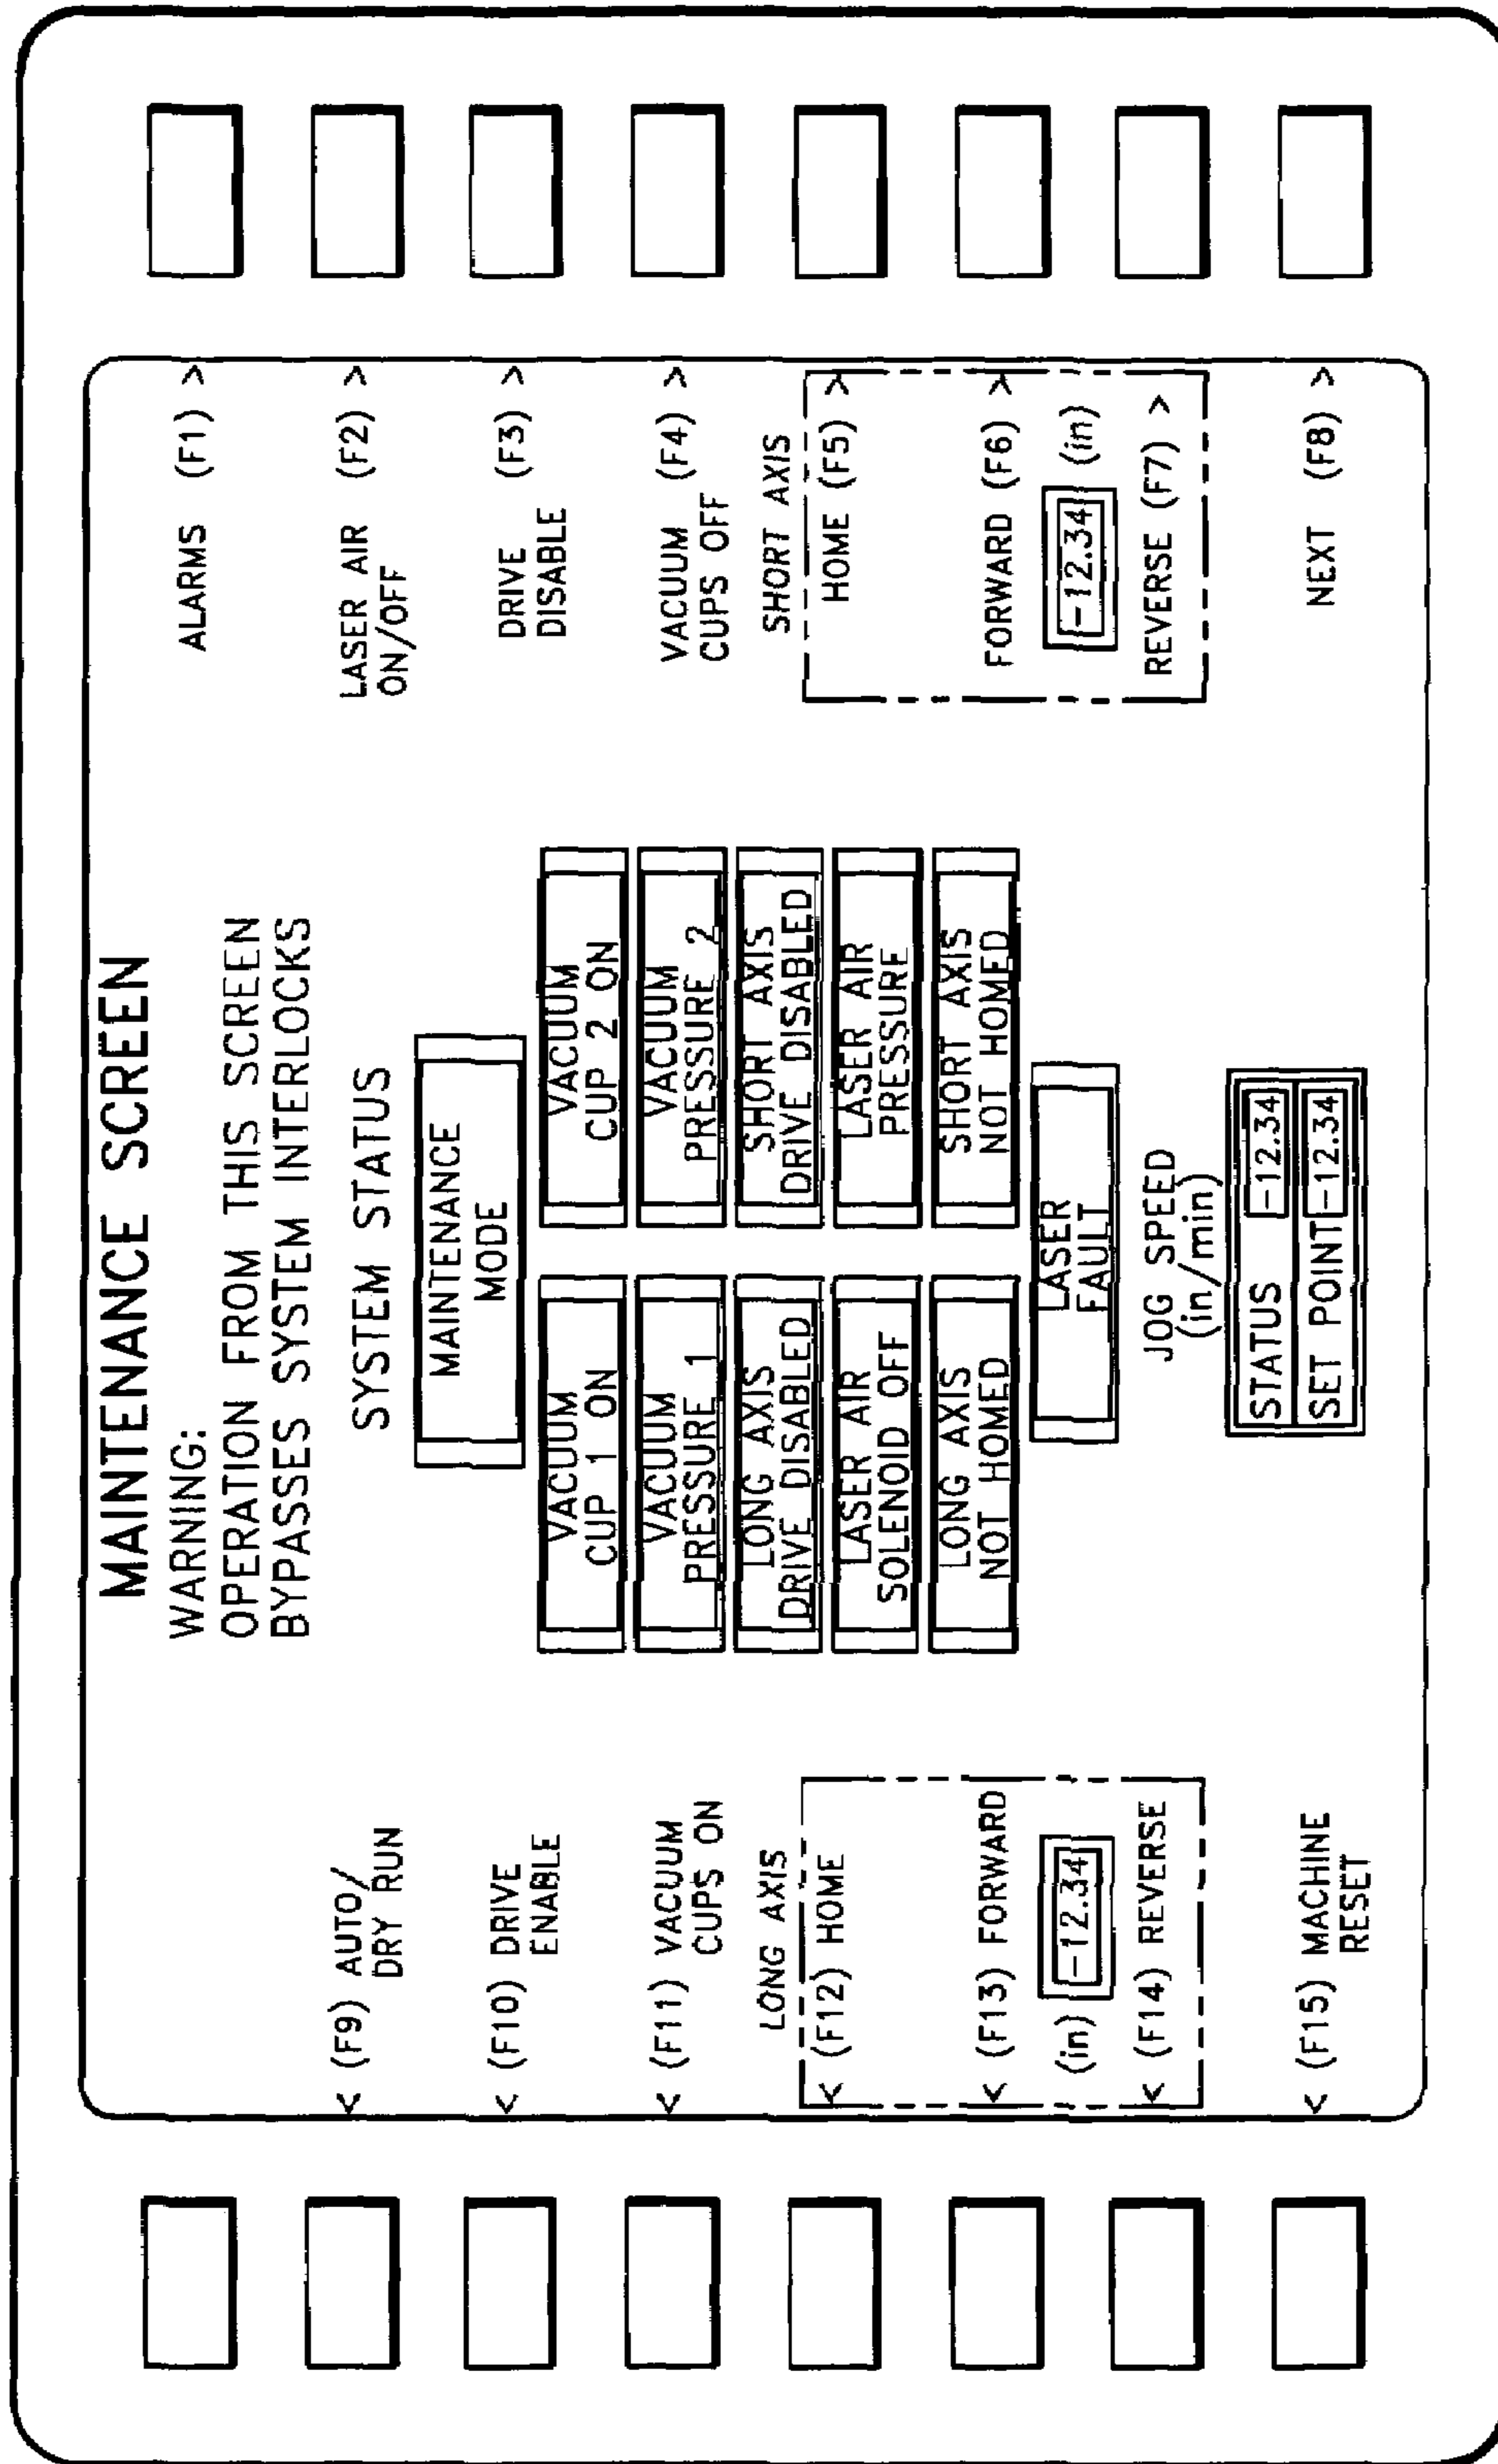 MAINTENANCE SCREEN
WARNING:
OPERATION FROM THIS SCREEN
BYPASSES SYSTEM INTERLOCKS
SYSTEM STATUS
MAINTENANCE
MODE
VACUUM
CUP 1 ON
VACUUM
CUP 2 ON
VACUUM
PRESSURE 1
VACUUM
PRESSURE 2
LONG AXIS
DRIVE DISABLED
SHORT AXIS
DRIVE DISABLED
LASER AIR
SOLENOID OFF
LASER AIR
PRESSURE
LONG AXIS
NOT HOMED
SHORT AXIS
NOT HOMED
LASER
FAULT
JOG SPEED
(in/min)
STATUS -12.34
SET POINT -12.34
< (F9) AUTO/
DRY RUN
< (F10) DRIVE
ENABLE
< (F11) VACUUM
CUPS ON
LONG AXIS
< (F12) HOME
< (F13) FORWARD
(in) -12.34
< (F14) REVERSE
< (F15) MACHINE
RESET
ALARMS (F1) >
LASER AIR (F2) >
ON/OFF
DRIVE (F3) >
DISABLE
VACUUM (F4) >
CUPS OFF
SHORT AXIS
HOME (F5) >
FORWARD (F6) >
-12.34 (in)
REVERSE (F7) >
NEXT (F8) >